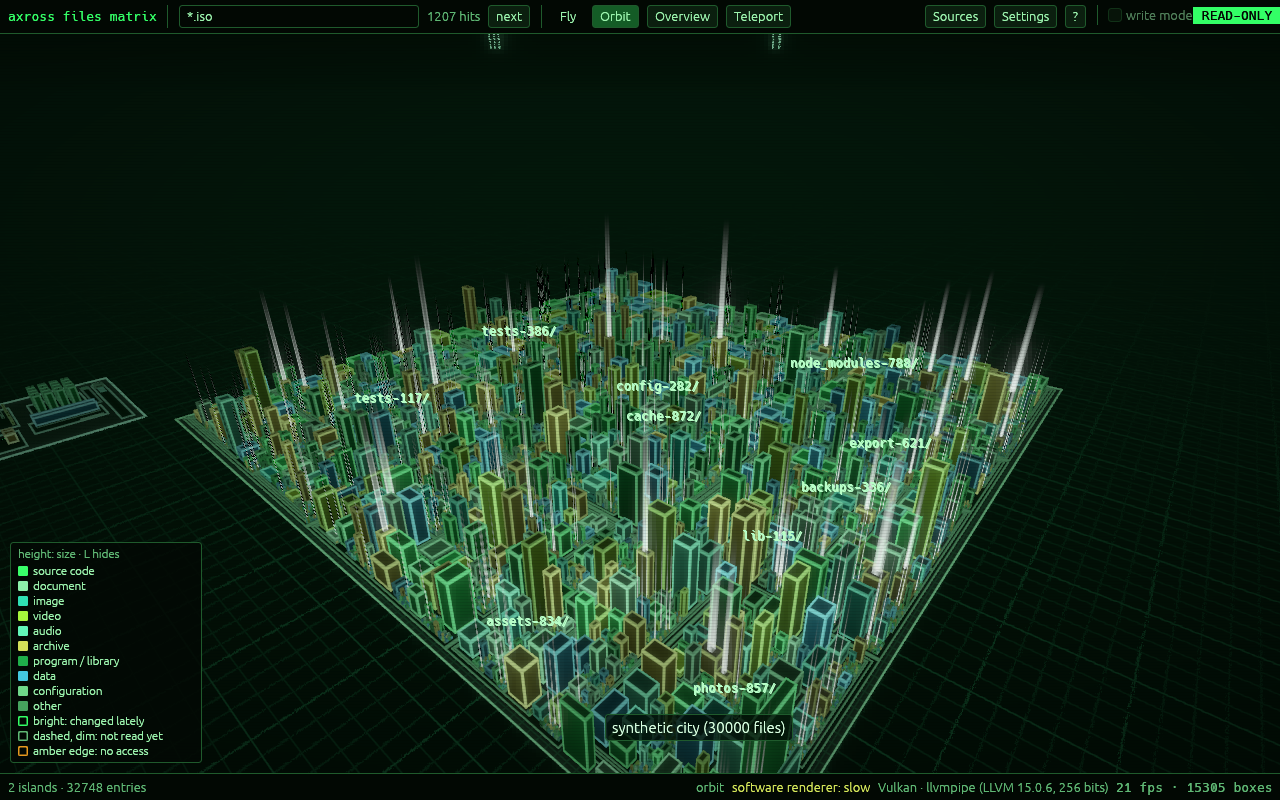 axross files matrix
*.iso
1207 hits
next
Fly
Orbit
Overview
Teleport
Sources
Settings
?
write mode
READ-ONLY
tests-386/
node_modules-788/
config-282/
tests-117/
cache-872/
export-621/
backups-336/
lib-115/
assets-834/
photos-857/
synthetic city (30000 files)
height: size · L hides
source code
document
image
video
audio
archive
program / library
data
configuration
other
bright: changed lately
dashed, dim: not read yet
amber edge: no access
2 islands · 32748 entries
orbit software renderer: slow Vulkan · llvmpipe (LLVM 15.0.6, 256 bits) 21 fps · 15305 boxes